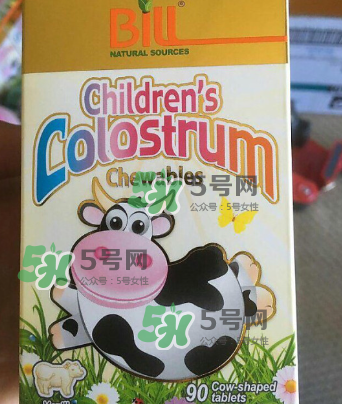 Bill
NATURAL SOURCES
Children's
Colostrum
Chewables
5号网
公众号：5号女性
5号网
公众号：5号女性
5号网
公众号：5号女性
90 Cow-shaped
tablets